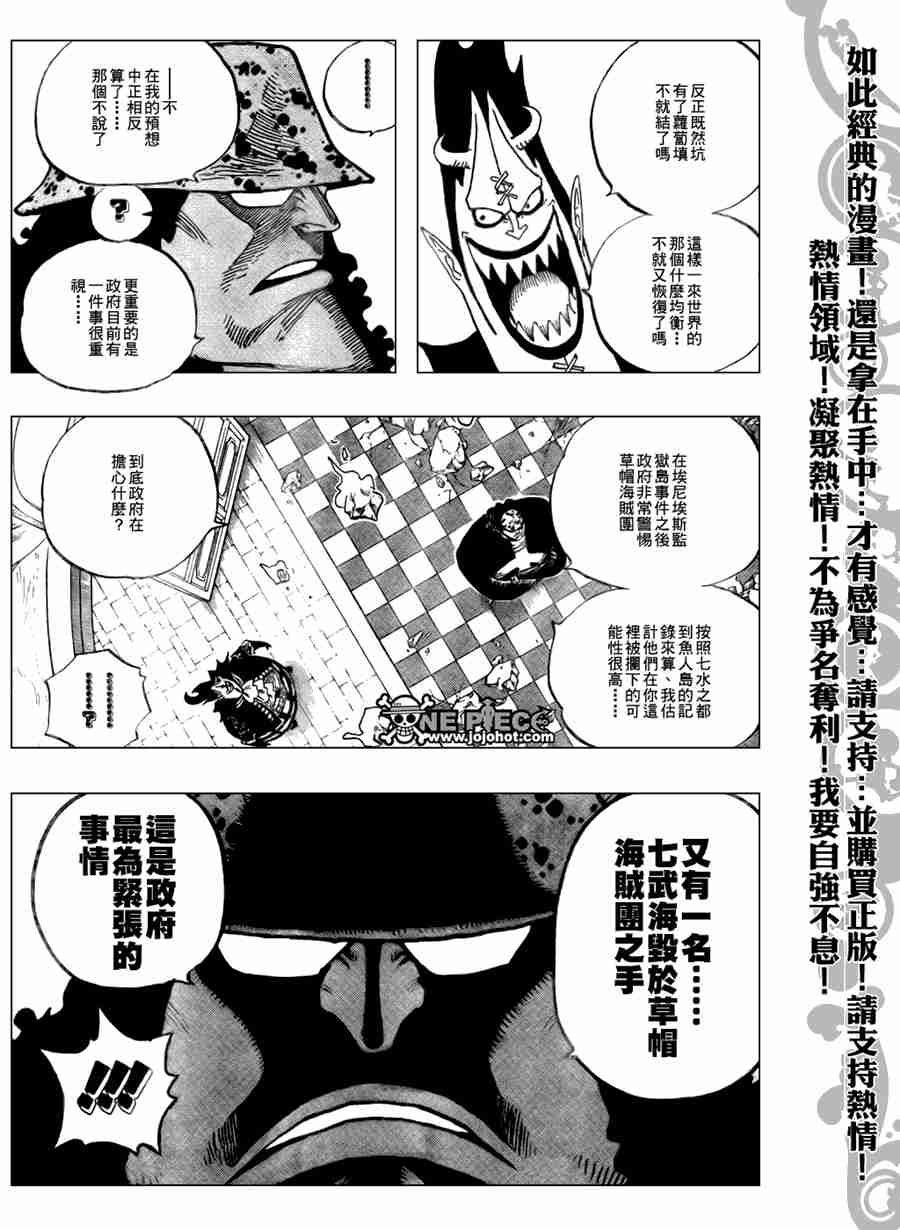 如此經典的漫畫！還是拿在手中…才有感覺…請支持…並購買正版！請支持熱情！
熱情領域！凝聚熱情！不為爭名奪利！我要自強不息！
反正既然坑
有了蘿蔔填
不就結了嗎
這樣一來世界的
那個什麼均衡…
不就又恢復了嗎
………？
──不
在我的預想
中正相反
算了……
那個不說了
？
更重要的是
政府目前有
一件事很重
視……
在埃尼埃斯監
獄島事件之後
政府非常警惕
草帽海賊團
按照七水之都
到魚人島的記
錄來算、我估
計他們在你這
裡被攔下的可
能性很高……
到底政府在
擔心什麼？
………？
ONE PIECE
www.jojohot.com
又有一名……
七武海毀於草帽
海賊團之手
這是政府
最為緊張的
事情
！！！